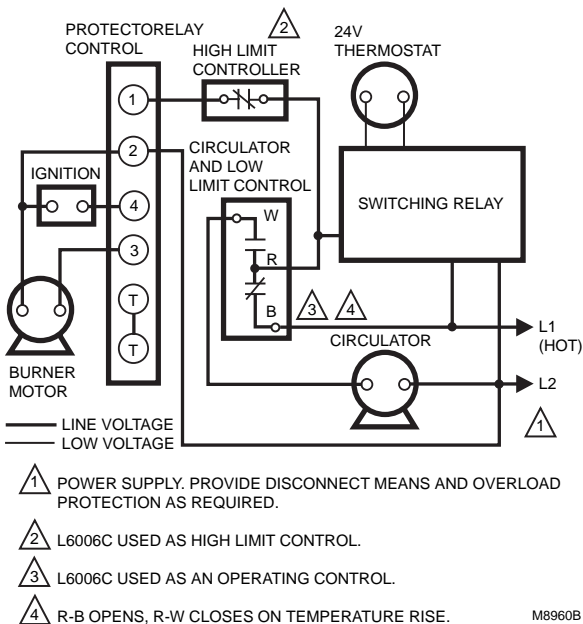 PROTECTORELAY
CONTROL
2
HIGH LIMIT
CONTROLLER
24V
THERMOSTAT
1
2
IGNITION
4
3
T
T
BURNER
MOTOR
CIRCULATOR
AND LOW
LIMIT CONTROL
W
R
B
SWITCHING RELAY
3
4
L1
(HOT)
CIRCULATOR
L2
1
LINE VOLTAGE
LOW VOLTAGE
1 POWER SUPPLY. PROVIDE DISCONNECT MEANS AND OVERLOAD
PROTECTION AS REQUIRED.
2 L6006C USED AS HIGH LIMIT CONTROL.
3 L6006C USED AS AN OPERATING CONTROL.
4 R-B OPENS, R-W CLOSES ON TEMPERATURE RISE.
M8960B